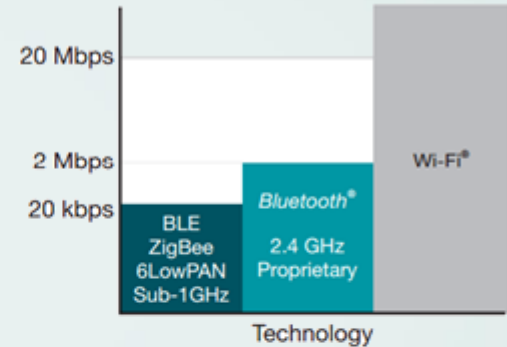 20 Mbps
2 Mbps
20 kbps
BLE
ZigBee
6LowPAN
Sub-1GHz
Bluetooth®
2.4 GHz
Proprietary
Wi-Fi®
Technology